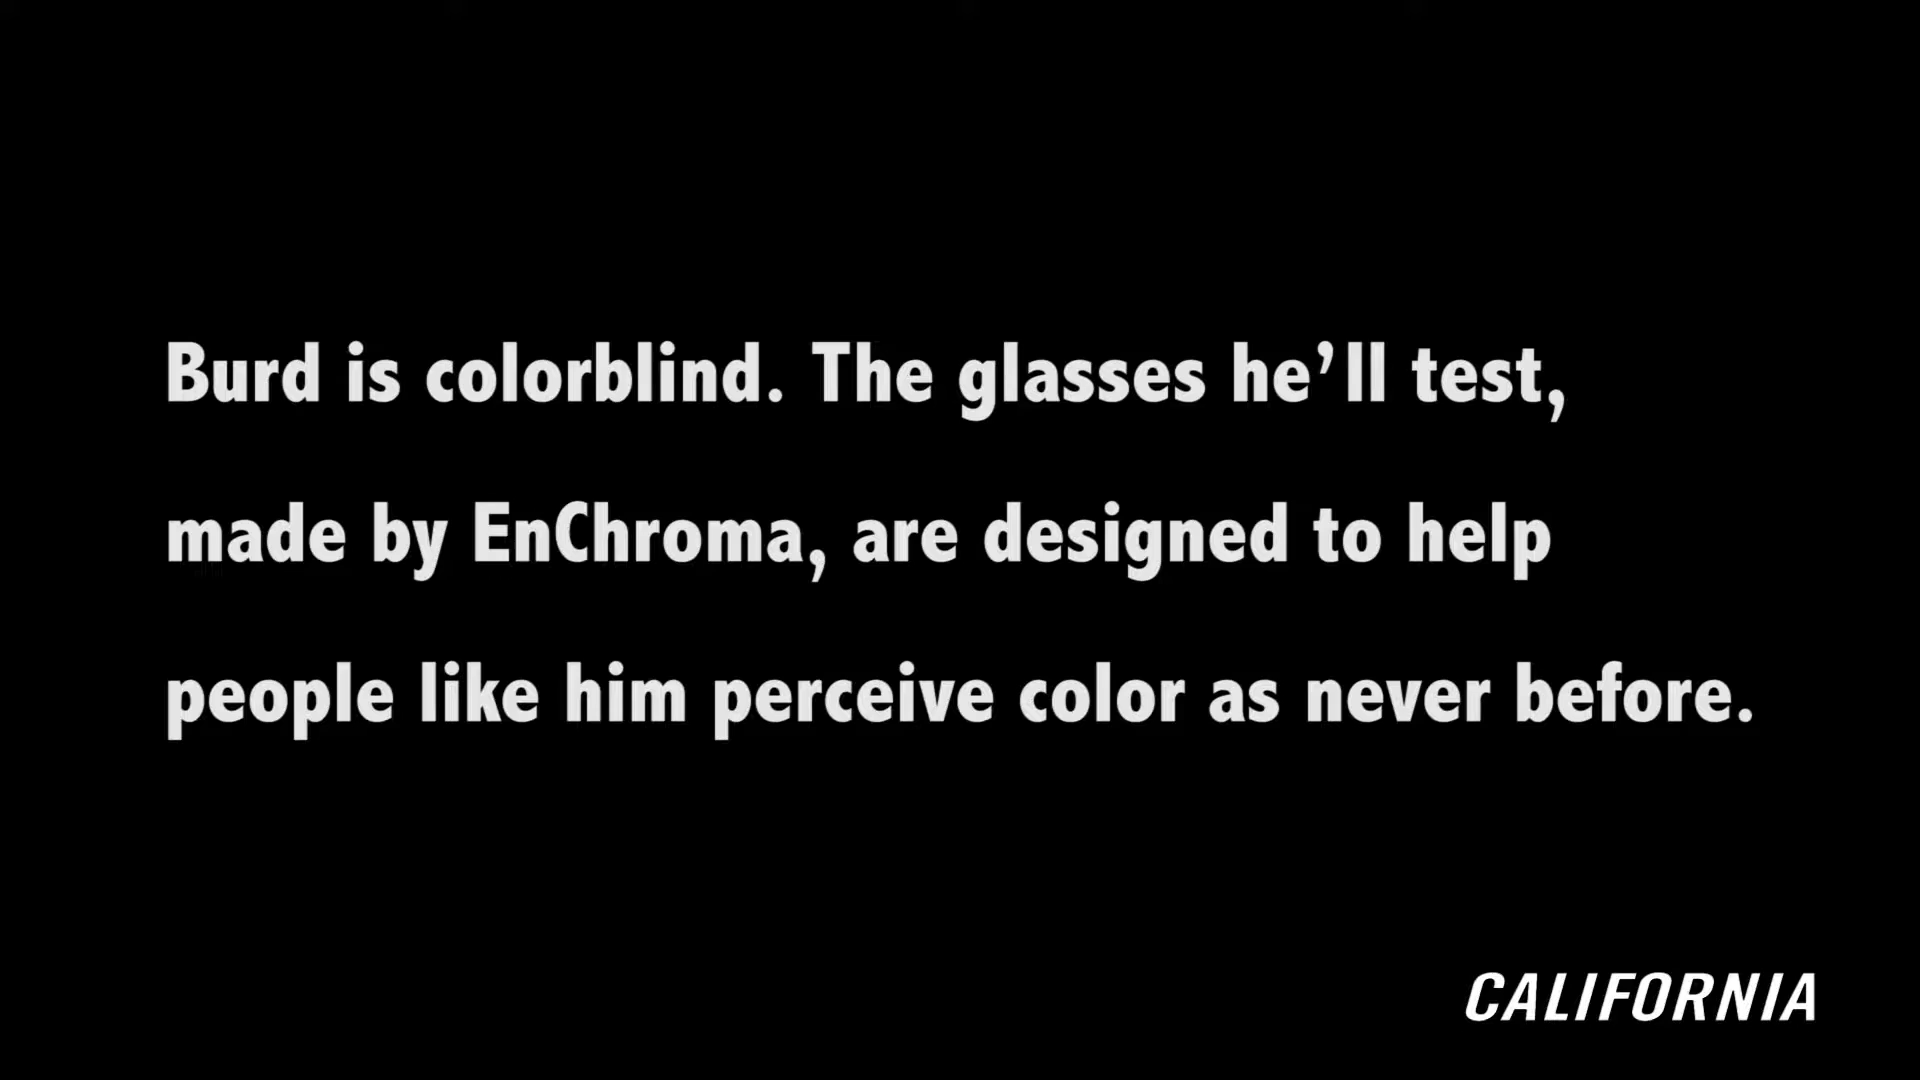 Burd is colorblind. The glasses he’ll test,
made by EnChroma, are designed to help
people like him perceive color as never before.
CALIFORNIA